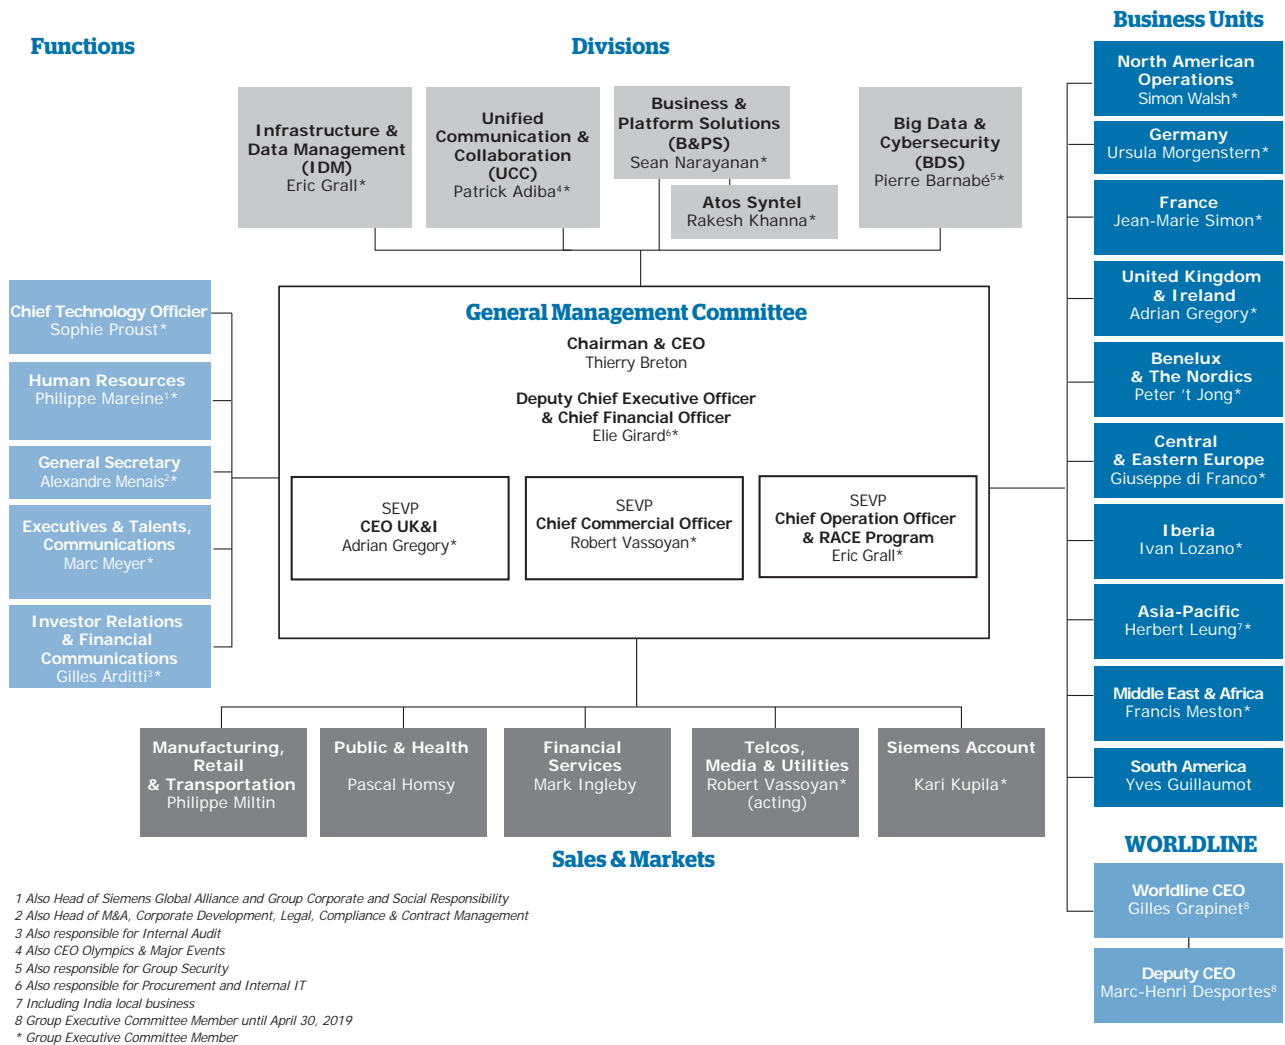 Functions
Divisions
Business Units
Infrastructure &
Data Management
(IDM)
Eric Grall*
Unified
Communication &
Collaboration
(UCC)
Patrick Adiba⁴*
Business &
Platform Solutions
(B&PS)
Sean Narayanan*
Atos Syntel
Rakesh Khanna*
Big Data &
Cybersecurity
(BDS)
Pierre Barnabé⁵*
Chief Technology Officier
Sophie Proust*
Human Resources
Philippe Mareine¹*
General Secretary
Alexandre Menais²*
Executives & Talents,
Communications
Marc Meyer*
Investor Relations
& Financial
Communications
Gilles Arditti³*
General Management Committee
Chairman & CEO
Thierry Breton
Deputy Chief Executive Officer
& Chief Financial Officer
Elie Girard⁶*
SEVP
CEO UK&I
Adrian Gregory*
SEVP
Chief Commercial Officer
Robert Vassoyan*
SEVP
Chief Operation Officer
& RACE Program
Eric Grall*
North American
Operations
Simon Walsh*
Germany
Ursula Morgenstern*
France
Jean-Marie Simon*
United Kingdom
& Ireland
Adrian Gregory*
Benelux
& The Nordics
Peter 't Jong*
Central
& Eastern Europe
Giuseppe di Franco*
Iberia
Ivan Lozano*
Asia-Pacific
Herbert Leung⁷*
Middle East & Africa
Francis Meston*
South America
Yves Guillaumot
WORLDLINE
Worldline CEO
Gilles Grapinet⁸
Deputy CEO
Marc-Henri Desportes⁸
Manufacturing,
Retail
& Transportation
Philippe Miltin
Public & Health
Pascal Homsy
Financial
Services
Mark Ingleby
Telcos,
Media & Utilities
Robert Vassoyan*
(acting)
Siemens Account
Kari Kupila*
Sales & Markets
1 Also Head of Siemens Global Alliance and Group Corporate and Social Responsibility
2 Also Head of M&A, Corporate Development, Legal, Compliance & Contract Management
3 Also responsible for Internal Audit
4 Also CEO Olympics & Major Events
5 Also responsible for Group Security
6 Also responsible for Procurement and Internal IT
7 Including India local business
8 Group Executive Committee Member until April 30, 2019
* Group Executive Committee Member